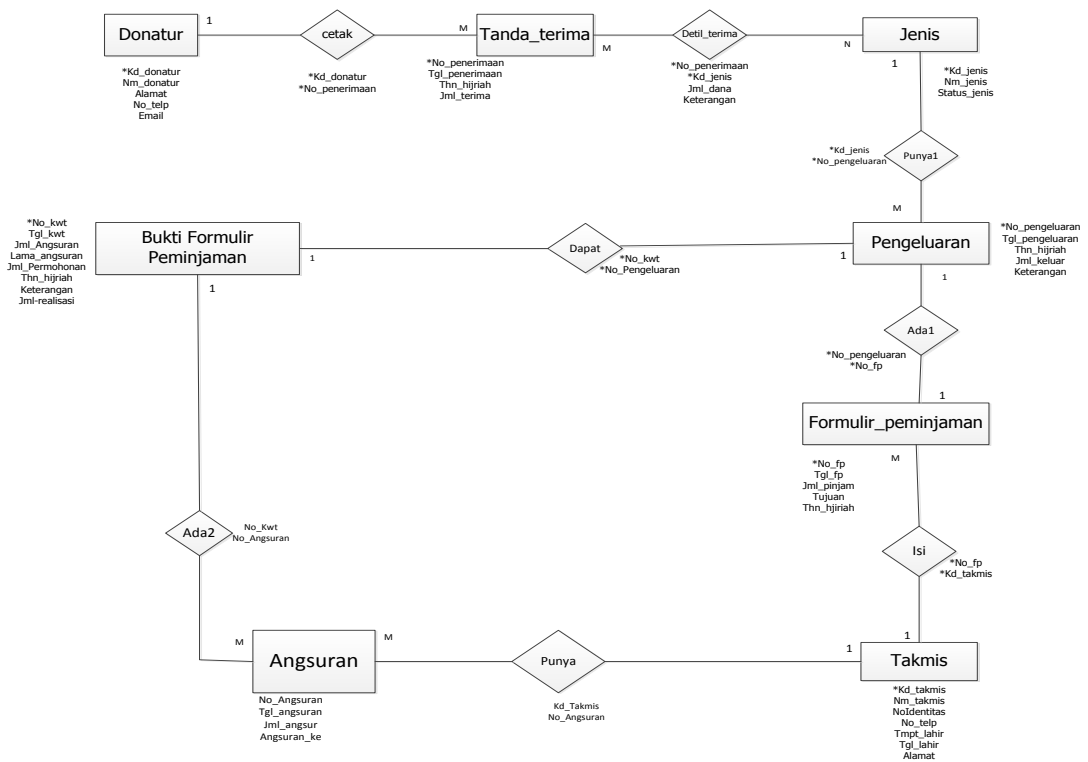 Donatur
1
cetak
M
Tanda_terima
M
Detil_terima
N
Jenis
1
*Kd_donatur
Nm_donatur
Alamat
No_telp
Email
*Kd_donatur
*No_penerimaan
*No_penerimaan
Tgl_penerimaan
Thn_hijriah
Jml_terima
*No_penerimaan
*Kd_jenis
Jml_dana
Keterangan
*Kd_jenis
Nm_jenis
Status_jenis
*Kd_jenis
*No_pengeluaran
Punya1
M
*No_kwt
Tgl_kwt
Jml_Angsuran
Lama_angsuran
Jml_Permohonan
Thn_hijriah
Keterangan
Jml-realisasi
Bukti Formulir
Peminjaman
1
1
Dapat
*No_kwt
*No_Pengeluaran
1
Pengeluaran
1
*No_pengeluaran
Tgl_pengeluaran
Thn_hijriah
Jml_keluar
Keterangan
Ada1
*No_pengeluaran
*No_fp
1
Formulir_peminjaman
M
*No_fp
Tgl_fp
Jml_pinjam
Tujuan
Thn_hjiriah
Ada2
No_Kwt
No_Angsuran
Isi
*No_fp
*Kd_takmis
M
Angsuran
M
Punya
1
1
Takmis
No_Angsuran
Tgl_angsuran
Jml_angsur
Angsuran_ke
Kd_Takmis
No_Angsuran
*Kd_takmis
Nm_takmis
NoIdentitas
No_telp
Tmpt_lahir
Tgl_lahir
Alamat